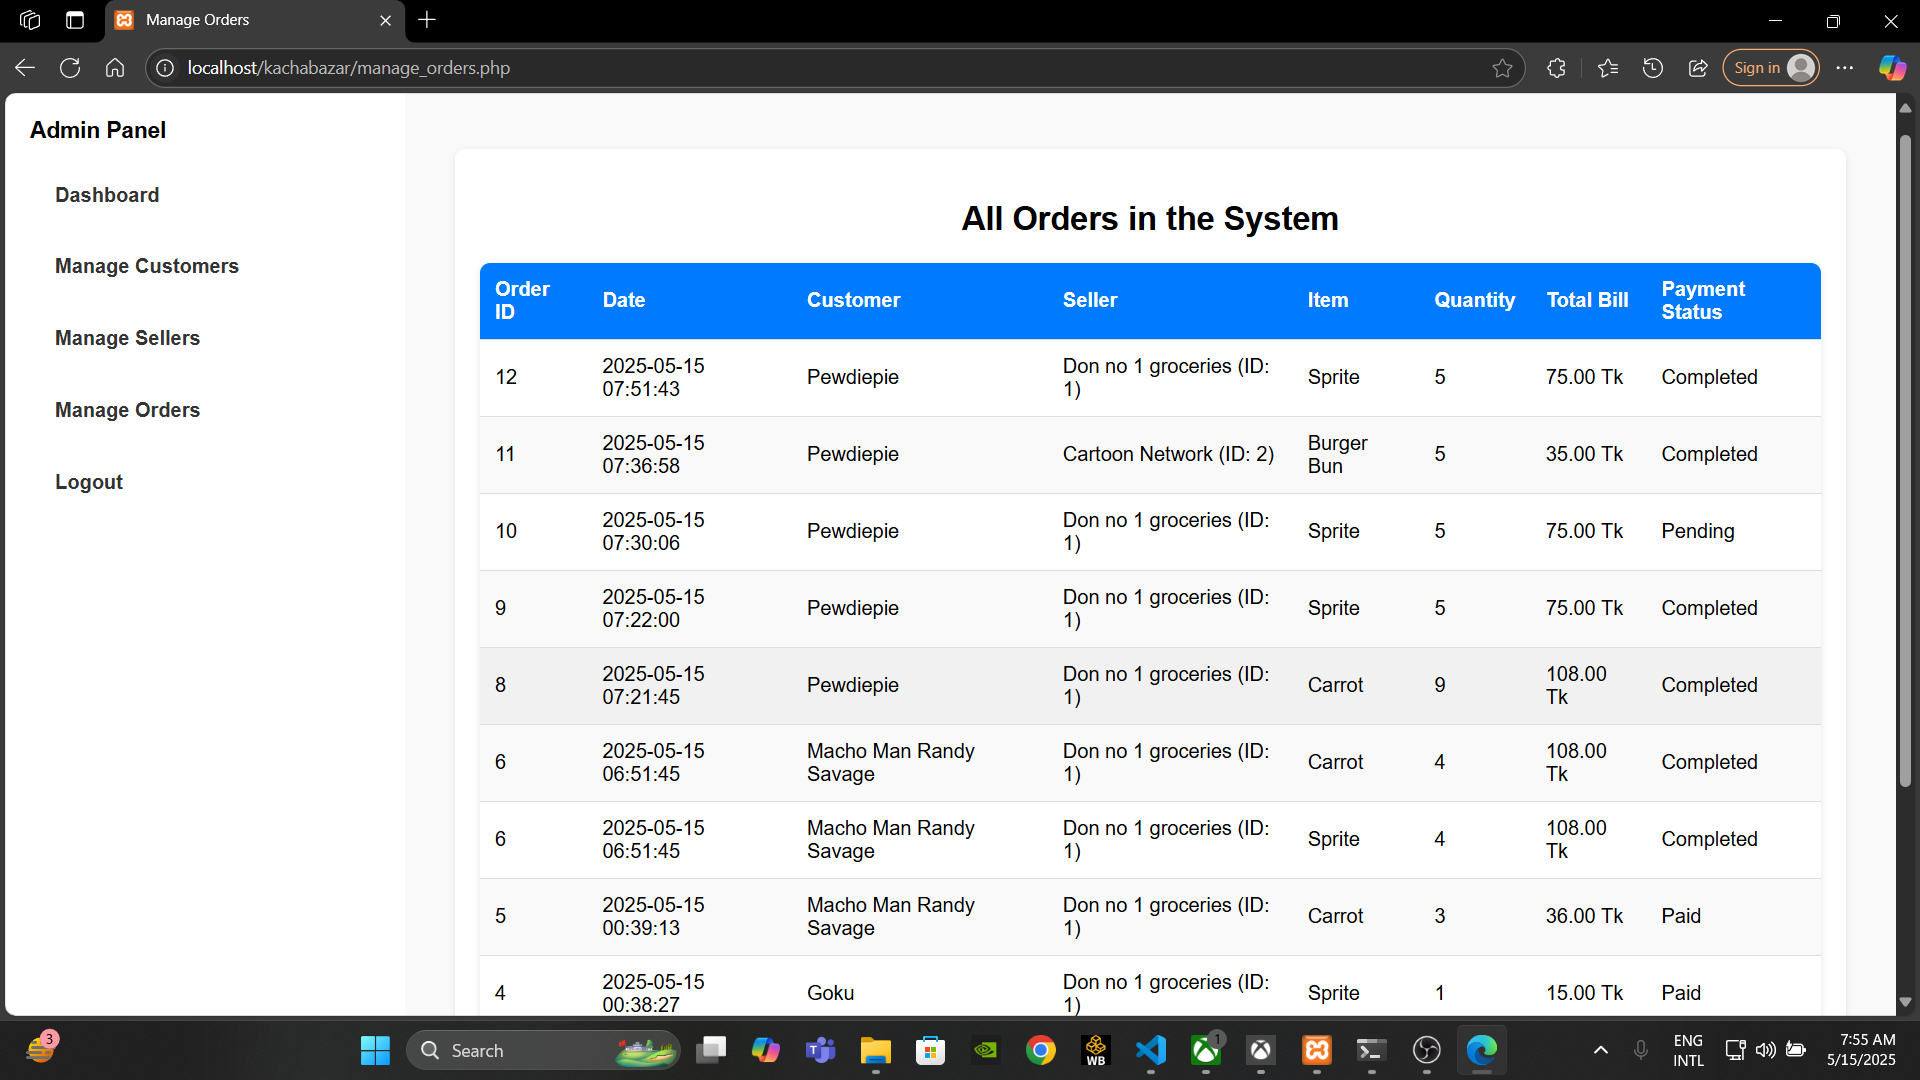 Manage Orders
localhost/kachabazar/manage_orders.php
Sign in
Admin Panel
Dashboard
Manage Customers
Manage Sellers
Manage Orders
Logout
All Orders in the System
Order ID Date Customer Seller Item Quantity Total Bill Payment Status
12 2025-05-15 07:51:43 Pewdiepie Don no 1 groceries (ID: 1) Sprite 5 75.00 Tk Completed
11 2025-05-15 07:36:58 Pewdiepie Cartoon Network (ID: 2) Burger Bun 5 35.00 Tk Completed
10 2025-05-15 07:30:06 Pewdiepie Don no 1 groceries (ID: 1) Sprite 5 75.00 Tk Pending
9 2025-05-15 07:22:00 Pewdiepie Don no 1 groceries (ID: 1) Sprite 5 75.00 Tk Completed
8 2025-05-15 07:21:45 Pewdiepie Don no 1 groceries (ID: 1) Carrot 9 108.00 Tk Completed
6 2025-05-15 06:51:45 Macho Man Randy Savage Don no 1 groceries (ID: 1) Carrot 4 108.00 Tk Completed
6 2025-05-15 06:51:45 Macho Man Randy Savage Don no 1 groceries (ID: 1) Sprite 4 108.00 Tk Completed
5 2025-05-15 00:39:13 Macho Man Randy Savage Don no 1 groceries (ID: 1) Carrot 3 36.00 Tk Paid
4 2025-05-15 00:38:27 Goku Don no 1 groceries (ID: 1) Sprite 1 15.00 Tk Paid
3
Search
WB
1
ENG
INTL
7:55 AM
5/15/2025